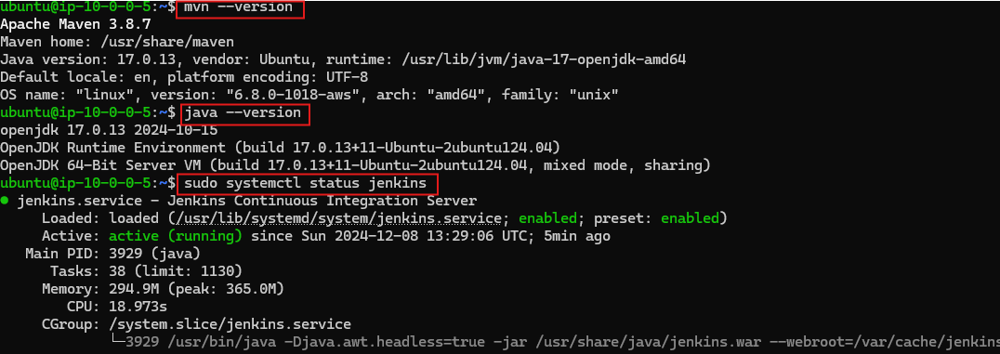 ubuntu@ip-10-0-0-5:~$ mvn --version
Apache Maven 3.8.7
Maven home: /usr/share/maven
Java version: 17.0.13, vendor: Ubuntu, runtime: /usr/lib/jvm/java-17-openjdk-amd64
Default locale: en, platform encoding: UTF-8
OS name: "linux", version: "6.8.0-1018-aws", arch: "amd64", family: "unix"
ubuntu@ip-10-0-0-5:~$ java --version
openjdk 17.0.13 2024-10-15
OpenJDK Runtime Environment (build 17.0.13+11-Ubuntu-2ubuntu124.04)
OpenJDK 64-Bit Server VM (build 17.0.13+11-Ubuntu-2ubuntu124.04, mixed mode, sharing)
ubuntu@ip-10-0-0-5:~$ sudo systemctl status jenkins
● jenkins.service - Jenkins Continuous Integration Server
Loaded: loaded (/usr/lib/systemd/system/jenkins.service; enabled; preset: enabled)
Active: active (running) since Sun 2024-12-08 13:29:06 UTC; 5min ago
Main PID: 3929 (java)
Tasks: 38 (limit: 1130)
Memory: 294.9M (peak: 365.0M)
CPU: 18.973s
CGroup: /system.slice/jenkins.service
└─3929 /usr/bin/java -Djava.awt.headless=true -jar /usr/share/java/jenkins.war --webroot=/var/cache/jenkins